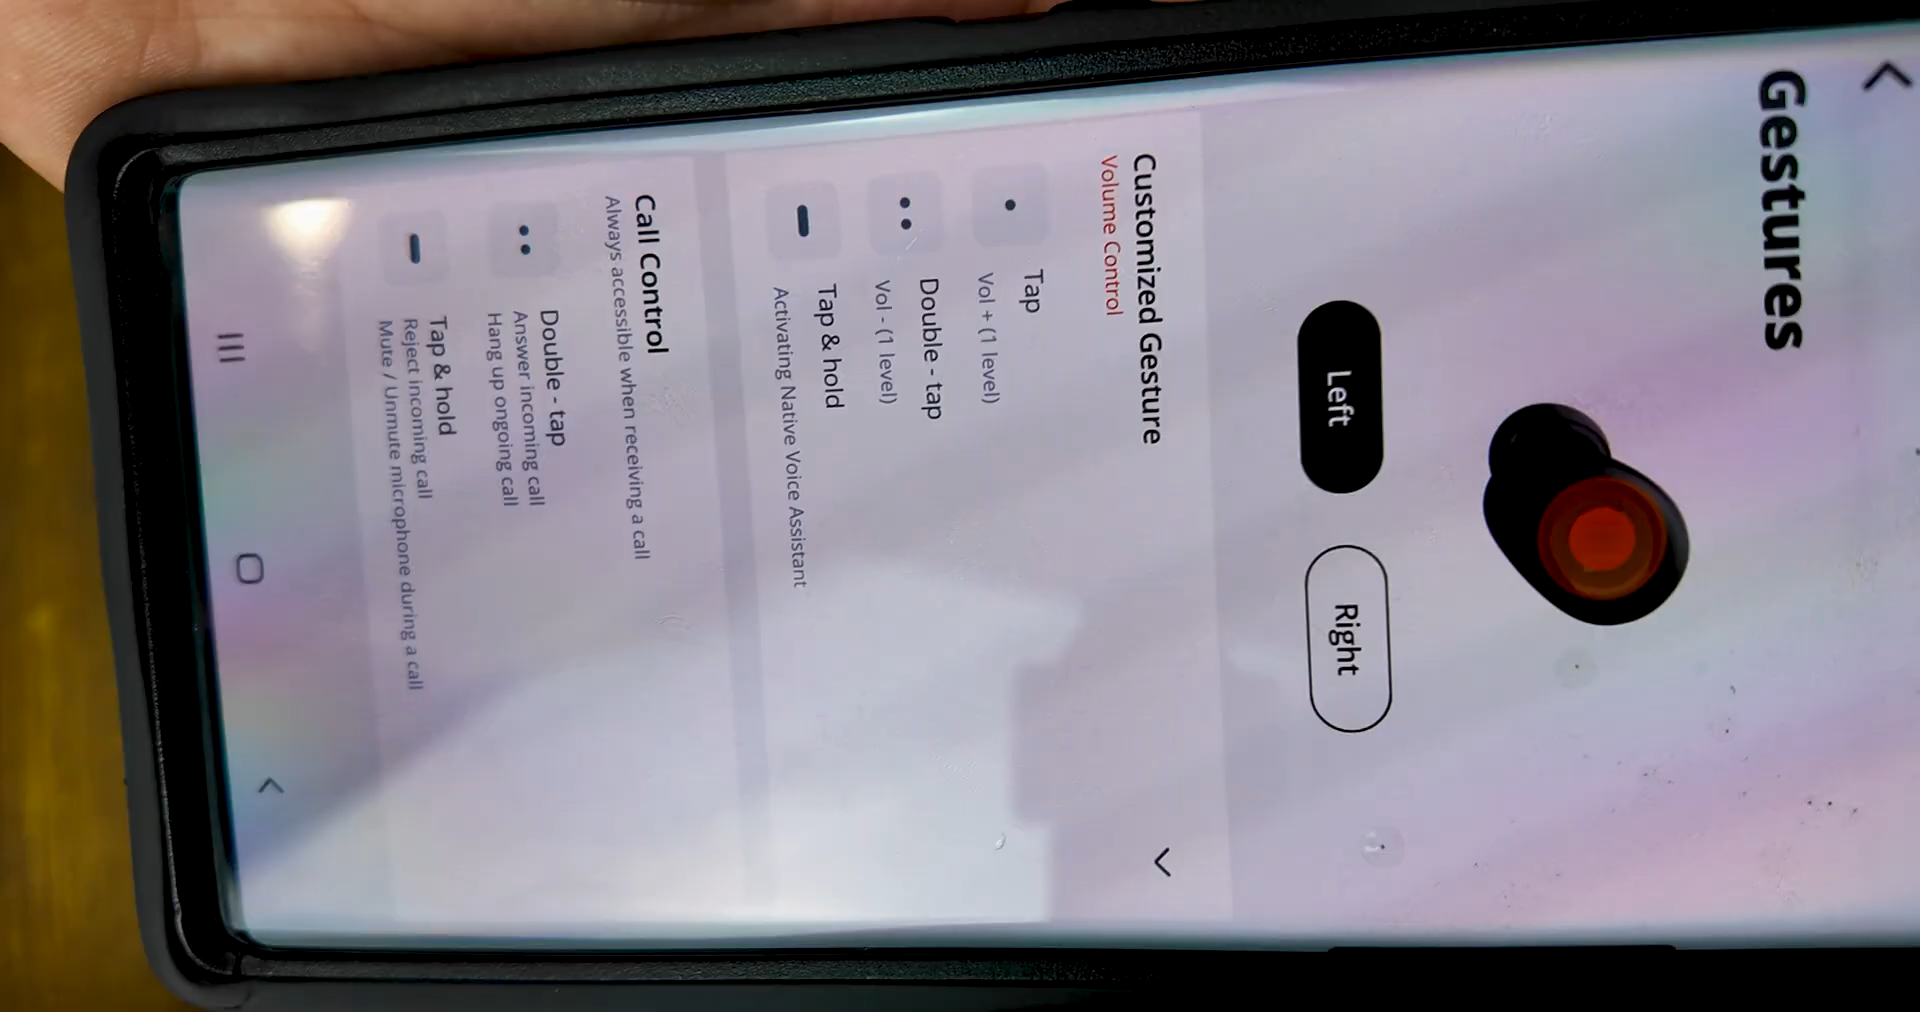 Gestures
Left
Right
Customized Gesture
Volume Control
Tap
Vol + (1 level)
Double - tap
Vol - (1 level)
Tap & hold
Activating Native Voice Assistant
Call Control
Always accessible when receiving a call
Double - tap
Answer incoming call
Hang up ongoing call
Tap & hold
Reject incoming call
Mute / Unmute microphone during a call